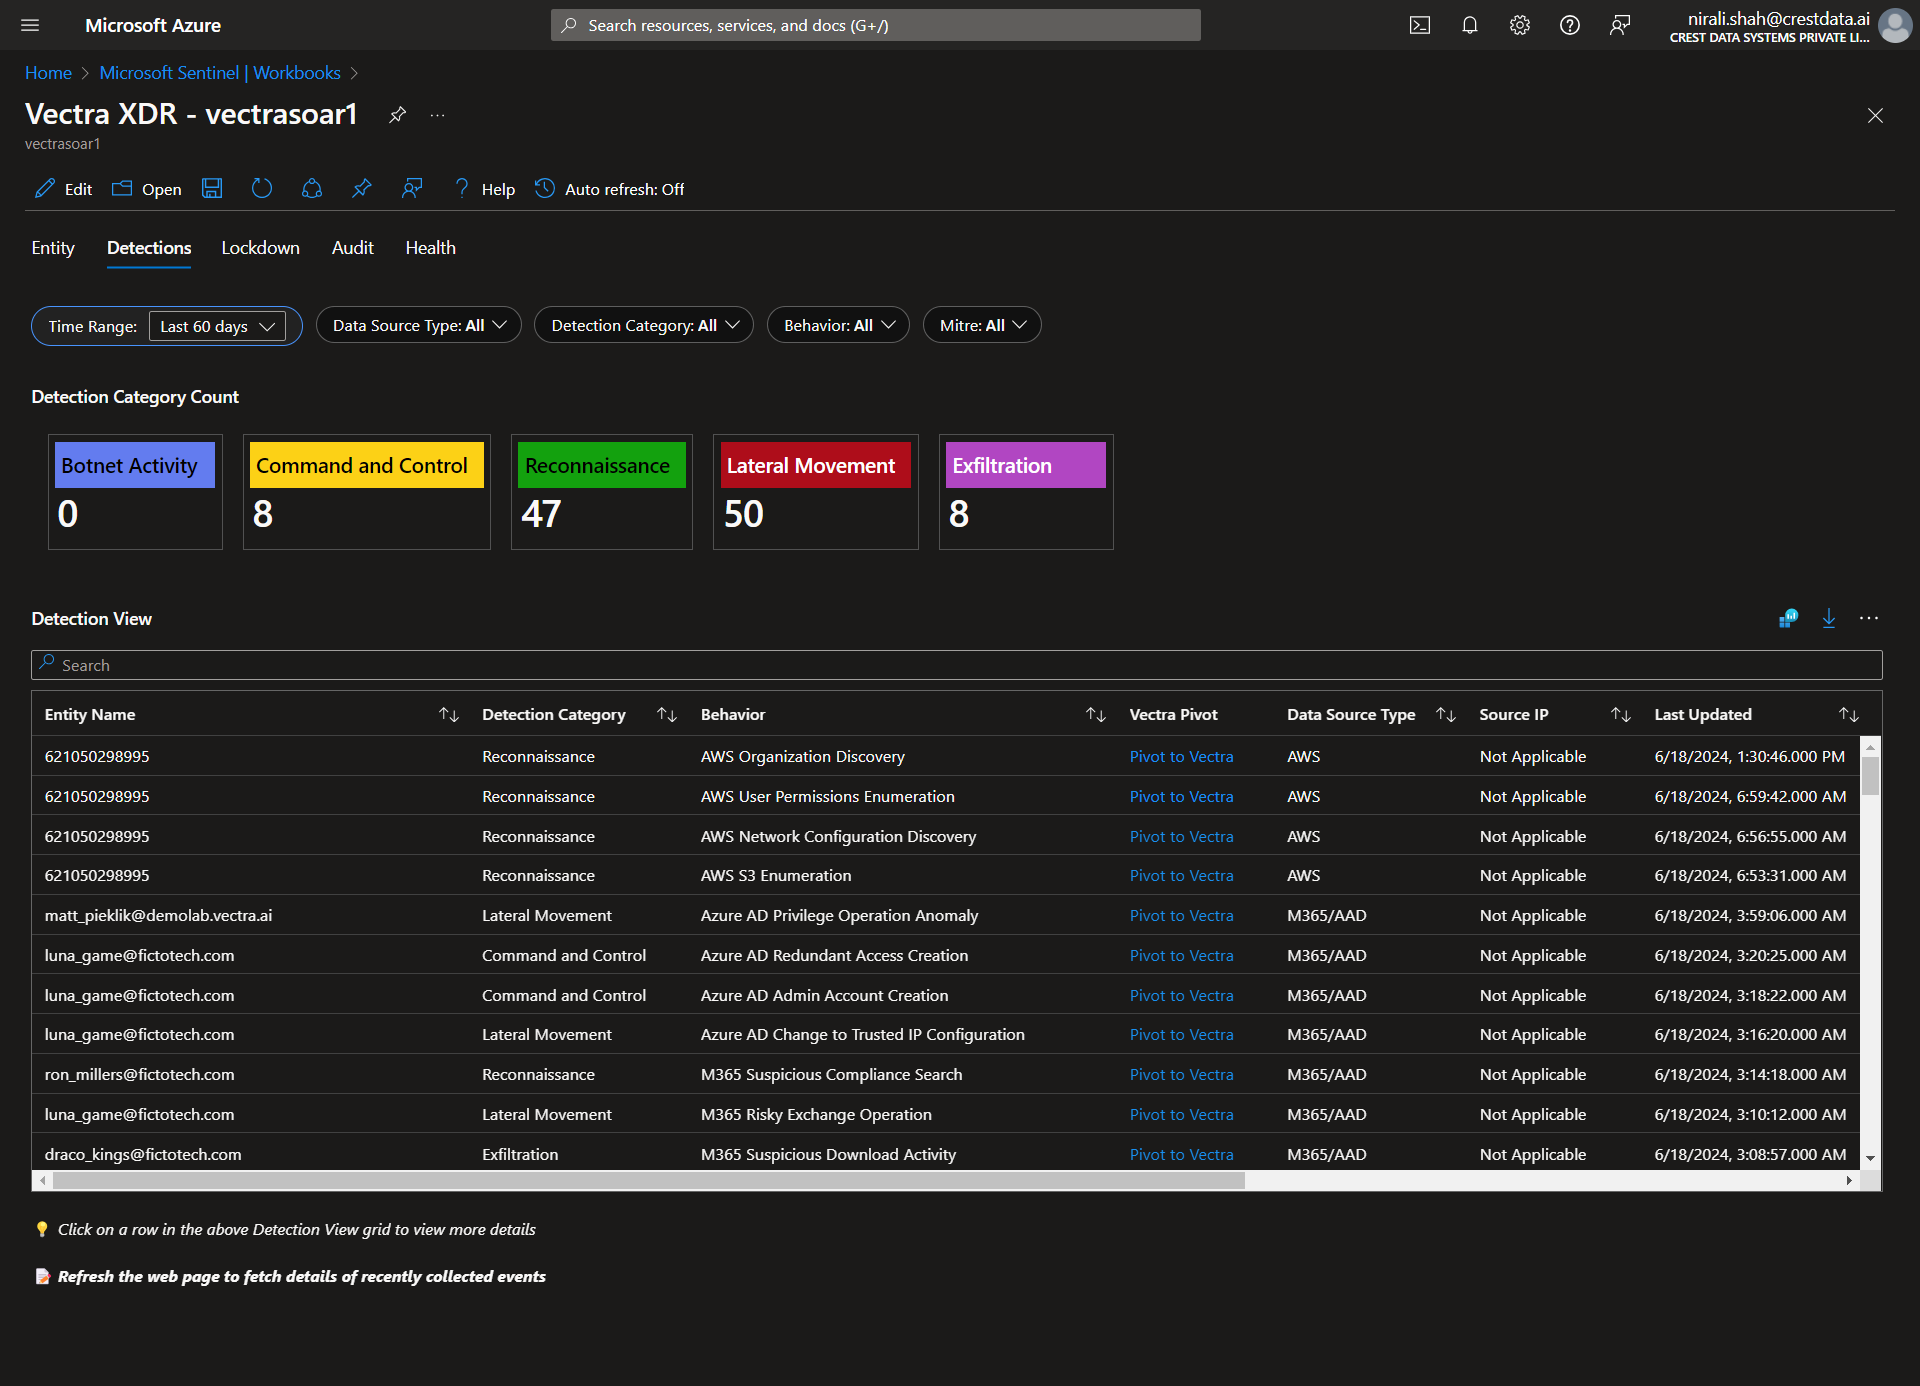 Microsoft Azure
Search resources, services, and docs (G+/)
nirali.shah@crestdata.ai
CREST DATA SYSTEMS PRIVATE LI...
Home > Microsoft Sentinel | Workbooks >
Vectra XDR - vectrasoar1 ...
vectrasoar1
Edit Open Help Auto refresh: Off
Entity Detections Lockdown Audit Health
Time Range: Last 60 days Data Source Type: All Detection Category: All Behavior: All Mitre: All
Detection Category Count
Botnet Activity Command and Control Reconnaissance Lateral Movement Exfiltration
0 8 47 50 8
Detection View
Search
Entity Name Detection Category Behavior Vectra Pivot Data Source Type Source IP Last Updated
621050298995 Reconnaissance AWS Organization Discovery Pivot to Vectra AWS Not Applicable 6/18/2024, 1:30:46.000 PM
621050298995 Reconnaissance AWS User Permissions Enumeration Pivot to Vectra AWS Not Applicable 6/18/2024, 6:59:42.000 AM
621050298995 Reconnaissance AWS Network Configuration Discovery Pivot to Vectra AWS Not Applicable 6/18/2024, 6:56:55.000 AM
621050298995 Reconnaissance AWS S3 Enumeration Pivot to Vectra AWS Not Applicable 6/18/2024, 6:53:31.000 AM
matt_pieklik@demolab.vectra.ai Lateral Movement Azure AD Privilege Operation Anomaly Pivot to Vectra M365/AAD Not Applicable 6/18/2024, 3:59:06.000 AM
luna_game@fictotech.com Command and Control Azure AD Redundant Access Creation Pivot to Vectra M365/AAD Not Applicable 6/18/2024, 3:20:25.000 AM
luna_game@fictotech.com Command and Control Azure AD Admin Account Creation Pivot to Vectra M365/AAD Not Applicable 6/18/2024, 3:18:22.000 AM
luna_game@fictotech.com Lateral Movement Azure AD Change to Trusted IP Configuration Pivot to Vectra M365/AAD Not Applicable 6/18/2024, 3:16:20.000 AM
ron_millers@fictotech.com Reconnaissance M365 Suspicious Compliance Search Pivot to Vectra M365/AAD Not Applicable 6/18/2024, 3:14:18.000 AM
luna_game@fictotech.com Lateral Movement M365 Risky Exchange Operation Pivot to Vectra M365/AAD Not Applicable 6/18/2024, 3:10:12.000 AM
draco_kings@fictotech.com Exfiltration M365 Suspicious Download Activity Pivot to Vectra M365/AAD Not Applicable 6/18/2024, 3:08:57.000 AM
Click on a row in the above Detection View grid to view more details
Refresh the web page to fetch details of recently collected events